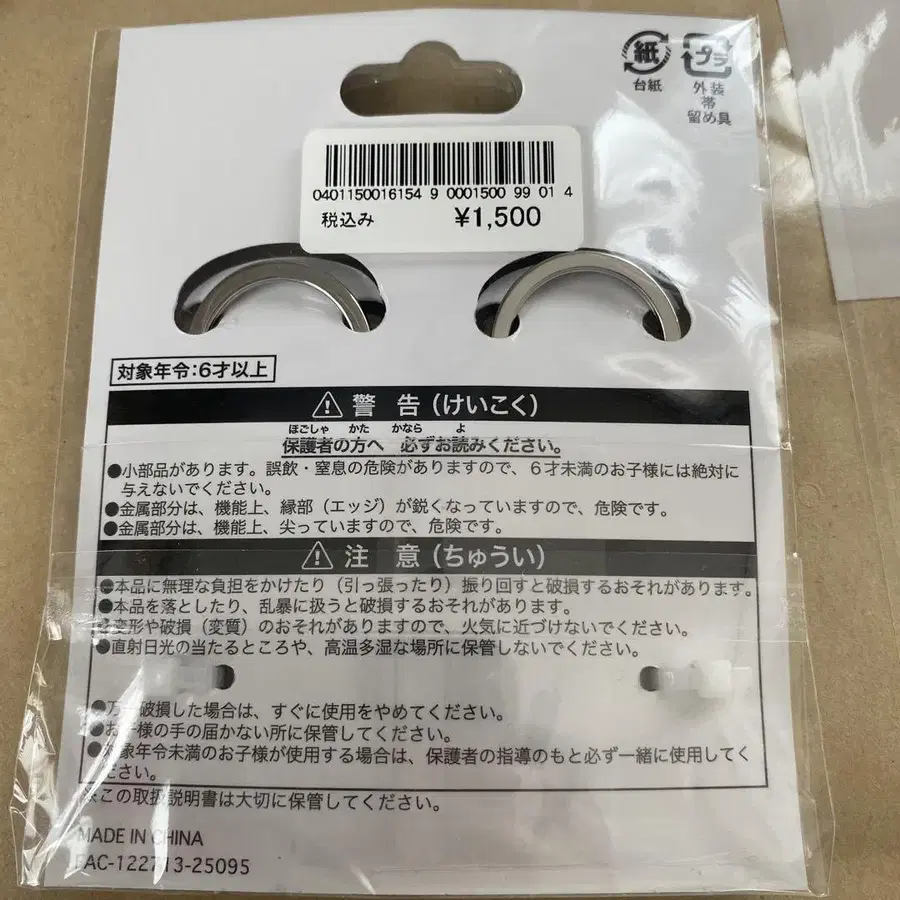 紙
台紙
プラ
外装
帯
留め具
0401150016154 9 0001500 99 01 4
税込み ¥1,500
対象年令:6才以上
警 告(けいこく)
ほごしゃ かた かなら よ
保護者の方へ 必ずお読みください。
●小部品があります。誤飲・窒息の危険がありますので、6才未満のお子様には絶対に
与えないでください。
●金属部分は、機能上、縁部(エッジ)が鋭くなっていますので、危険です。
●金属部分は、機能上、尖っていますので、危険です。
注 意(ちゅうい)
●本品に無理な負担をかけたり(引っ張ったり)振り回すと破損するおそれがあります。
●本品を落としたり、乱暴に扱うと破損するおそれがあります。
●変形や破損(変質)のおそれがありますので、火気に近づけないでください。
●直射日光の当たるところや、高温多湿な場所に保管しないでください。
●万一破損した場合は、すぐに使用をやめてください。
●お子様の手の届かない所に保管してください。
●対象年令未満のお子様が使用する場合は、保護者の指導のもと必ず一緒に使用してく
ださい。
※この取扱説明書は大切に保管してください。
MADE IN CHINA
FAC-122713-25095